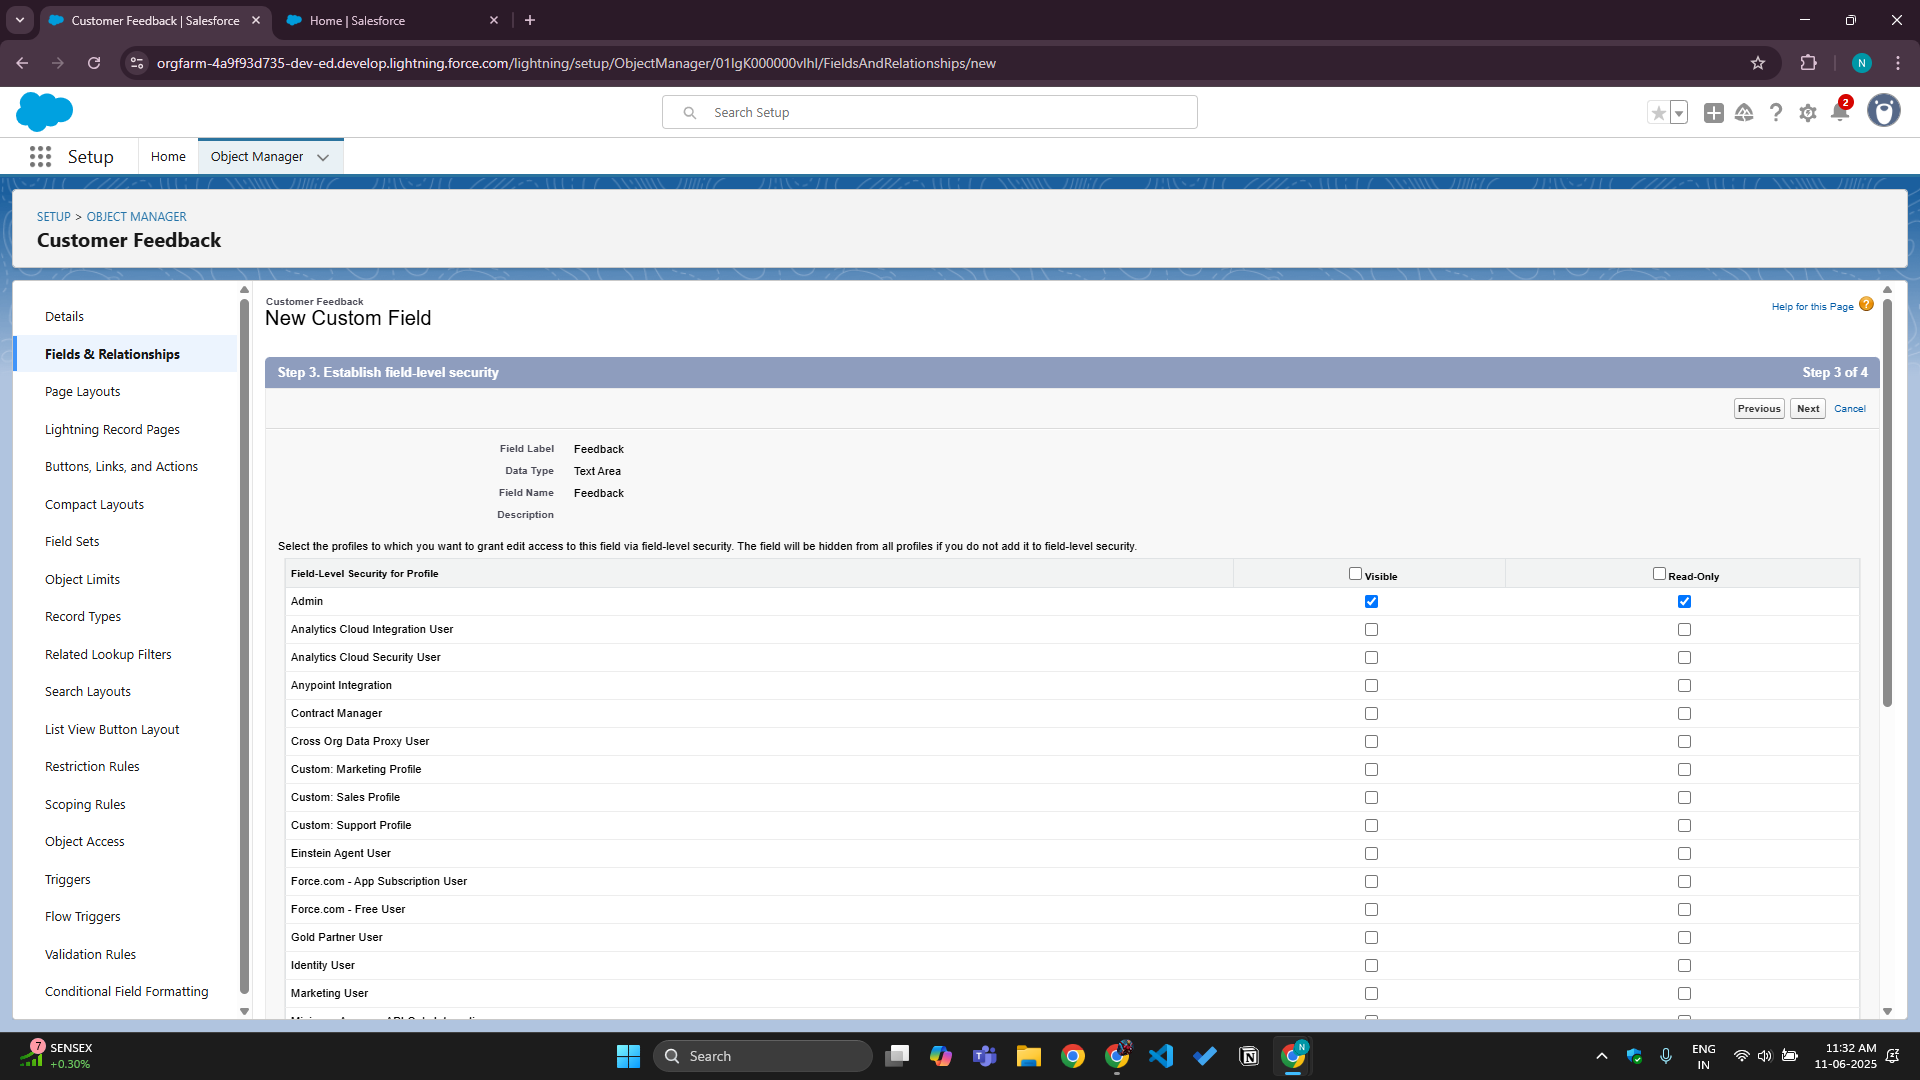 Customer Feedback | Salesforce
Home | Salesforce
orgfarm-4a9f93d735-dev-ed.develop.lightning.force.com/lightning/setup/ObjectManager/01IgK000000vlhl/FieldsAndRelationships/new
N
Search Setup
2
Setup
Home
Object Manager
SETUP > OBJECT MANAGER
Customer Feedback
Details
Fields & Relationships
Page Layouts
Lightning Record Pages
Buttons, Links, and Actions
Compact Layouts
Field Sets
Object Limits
Record Types
Related Lookup Filters
Search Layouts
List View Button Layout
Restriction Rules
Scoping Rules
Object Access
Triggers
Flow Triggers
Validation Rules
Conditional Field Formatting
Customer Feedback
New Custom Field
Help for this Page ?
Step 3. Establish field-level security
Step 3 of 4
Previous Next Cancel
Field Label Feedback
Data Type Text Area
Field Name Feedback
Description
Select the profiles to which you want to grant edit access to this field via field-level security. The field will be hidden from all profiles if you do not add it to field-level security.
Field-Level Security for Profile Visible Read-Only
Admin
Analytics Cloud Integration User
Analytics Cloud Security User
Anypoint Integration
Contract Manager
Cross Org Data Proxy User
Custom: Marketing Profile
Custom: Sales Profile
Custom: Support Profile
Einstein Agent User
Force.com - App Subscription User
Force.com - Free User
Gold Partner User
Identity User
Marketing User
7
SENSEX
+0.30%
Search
N
ENG
IN
11:32 AM
11-06-2025